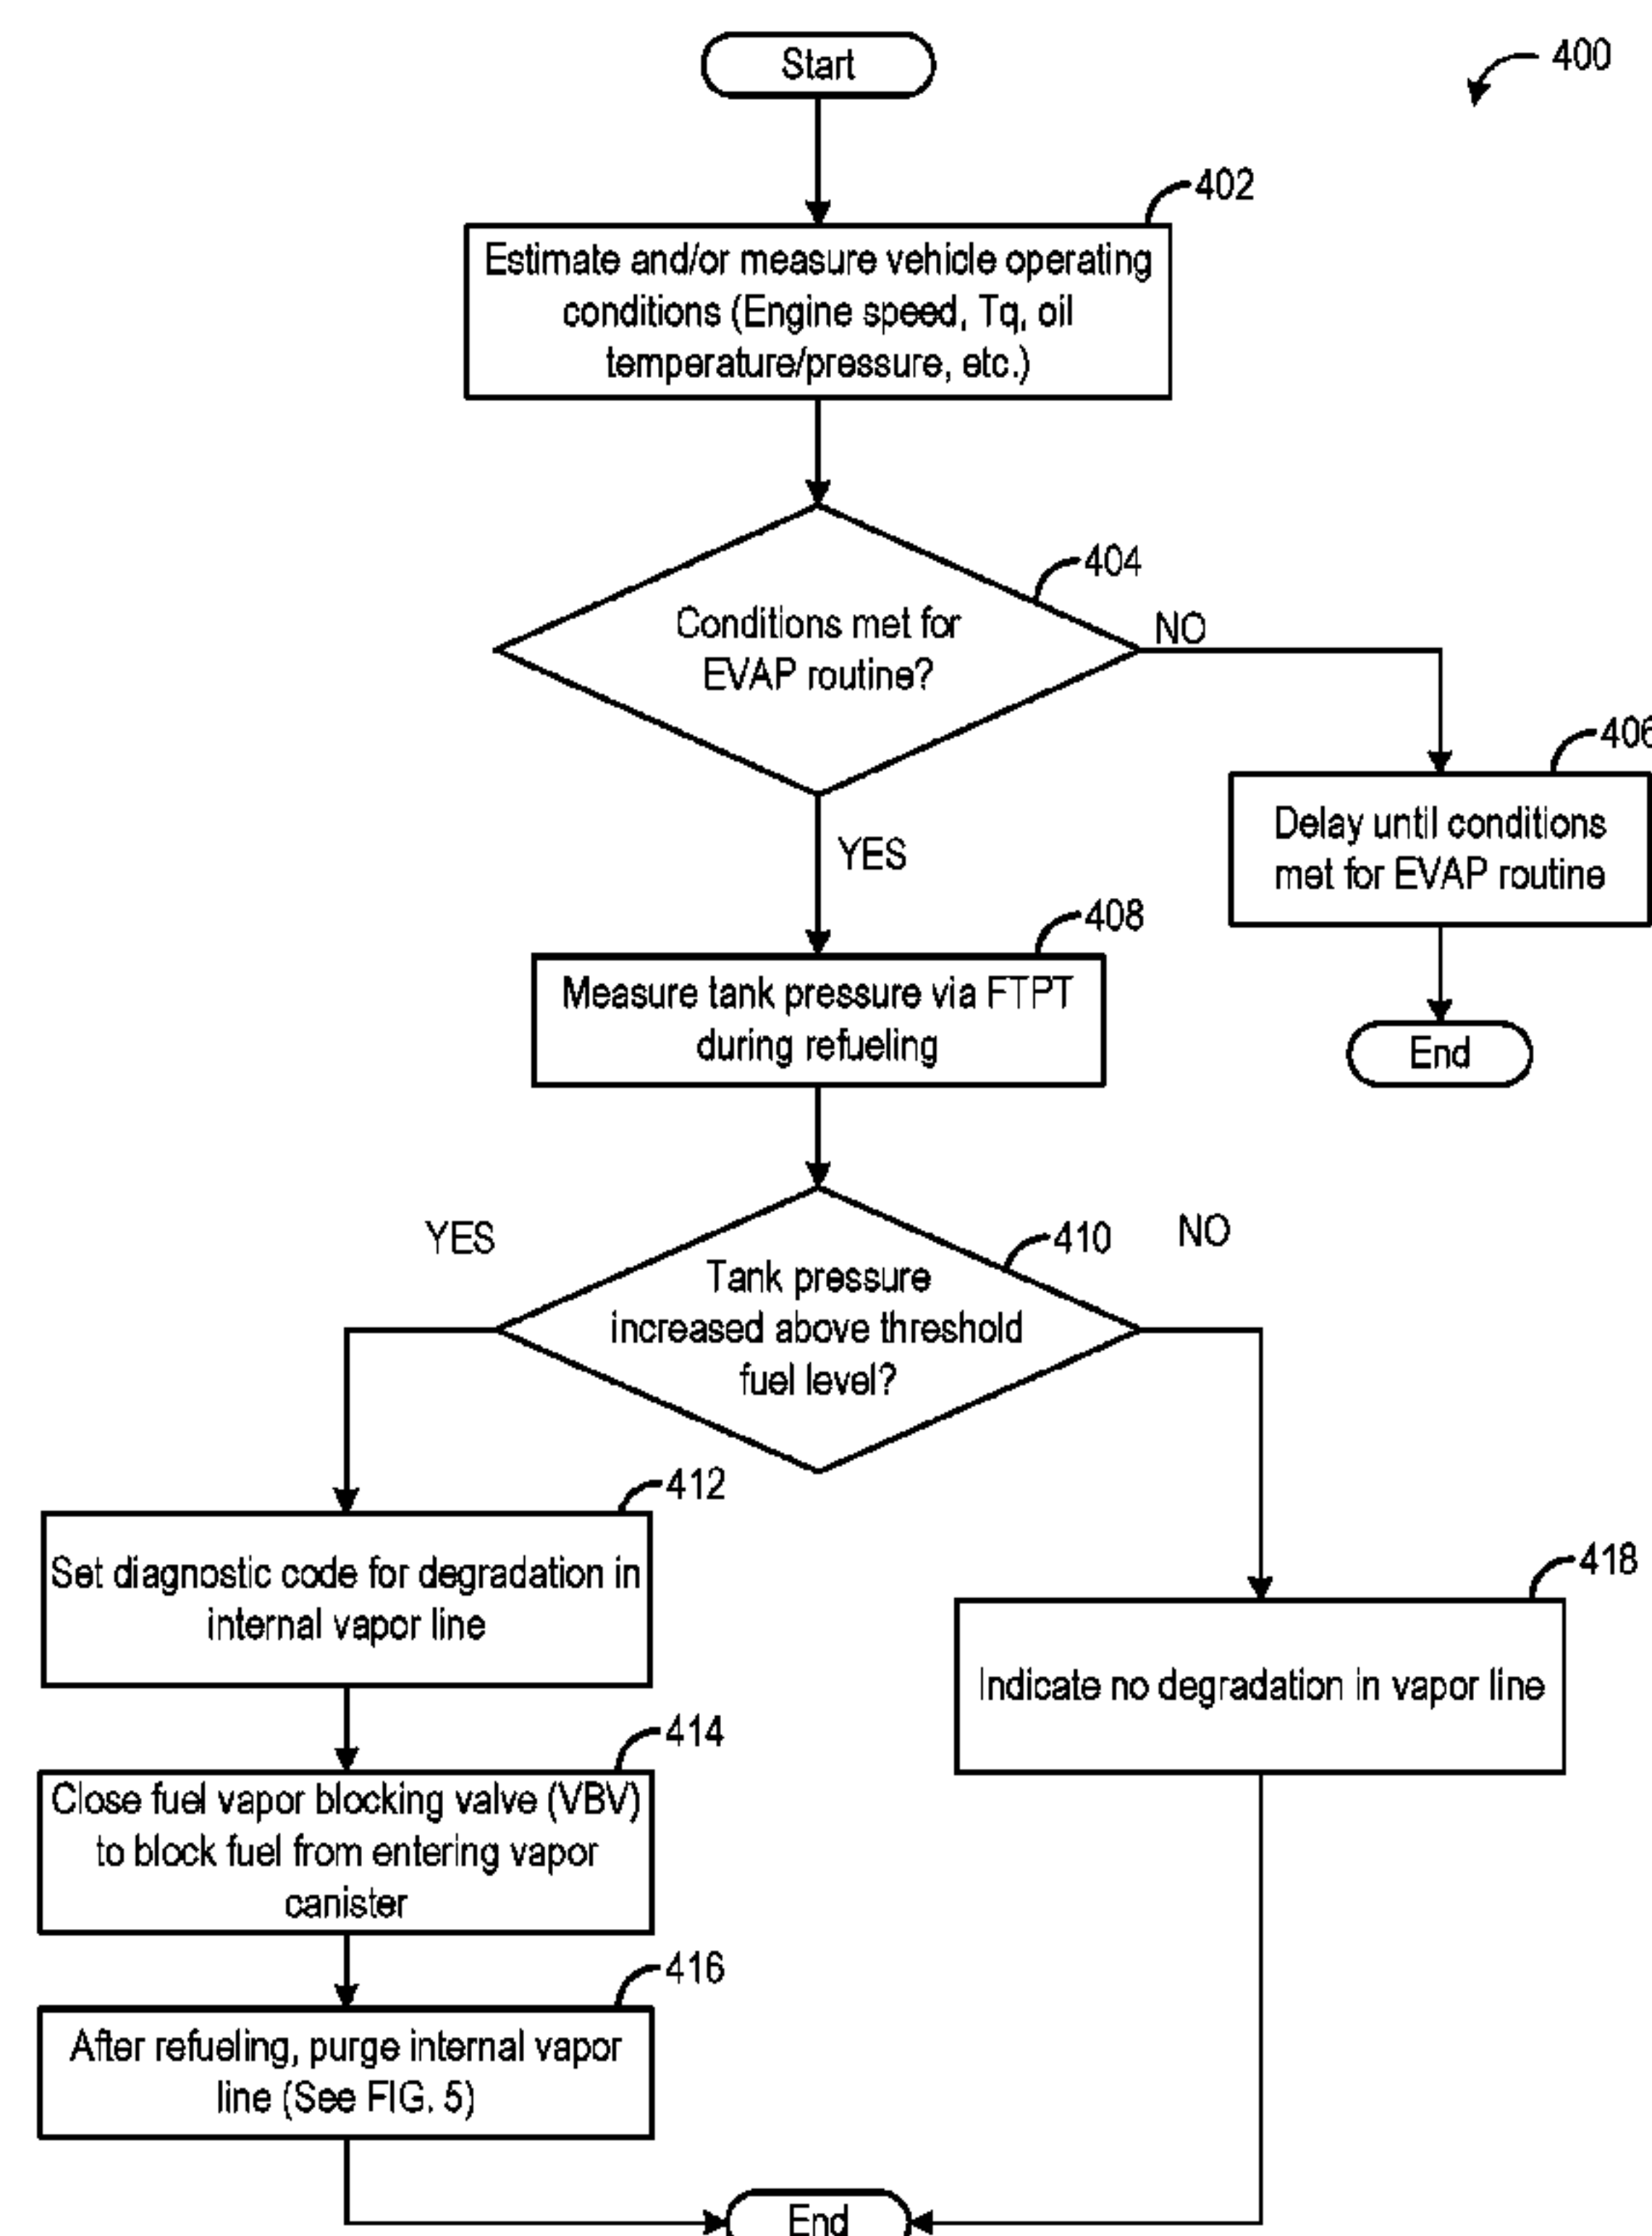 Start
400
402
Estimate and/or measure vehicle operating
conditions (Engine speed, Tq, oil
temperature/pressure, etc.)
404
Conditions met for
EVAP routine?
NO
406
Delay until conditions
met for EVAP routine
YES
End
408
Measure tank pressure via FTPT
during refueling
YES
410
NO
Tank pressure
increased above threshold
fuel level?
412
Set diagnostic code for degradation in
internal vapor line
418
Indicate no degradation in vapor line
414
Close fuel vapor blocking valve (VBV)
to block fuel from entering vapor
canister
416
After refueling, purge internal vapor
line (See FIG. 5)
End